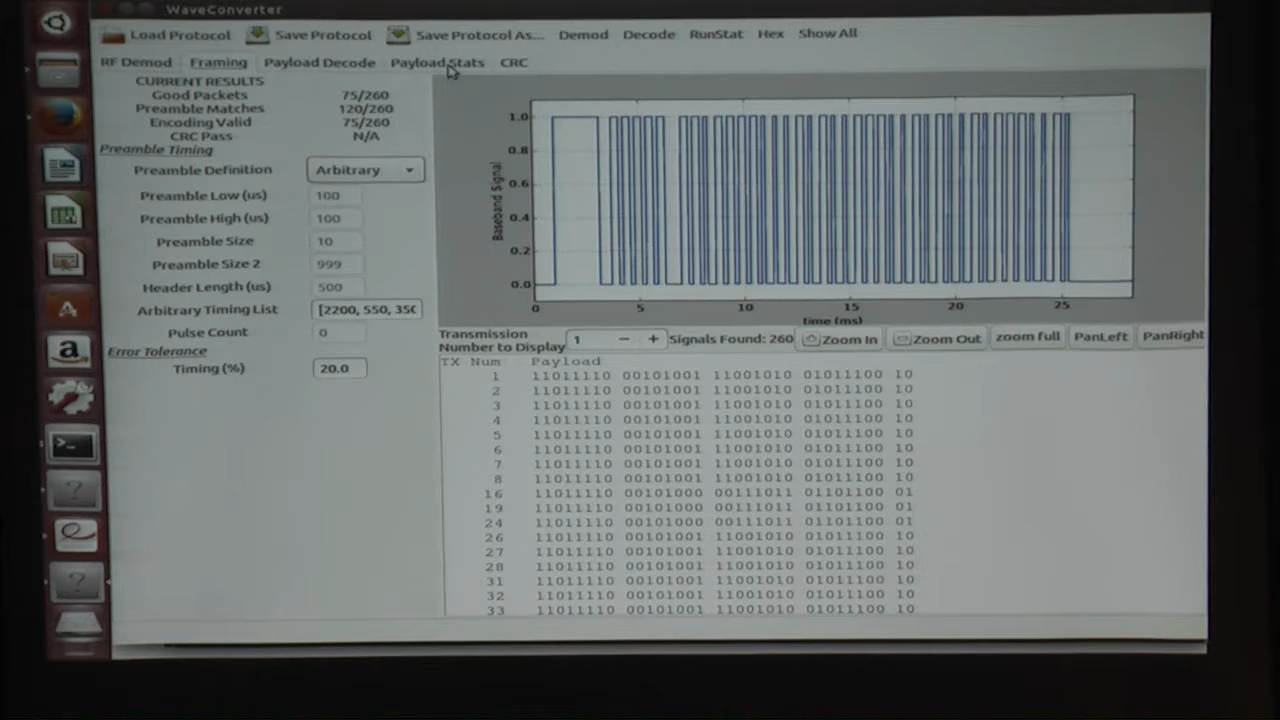 WaveConverter
Load Protocol Save Protocol Save Protocol As... Demod Decode RunStat Hex Show All
RF Demod Framing Payload Decode Payload Stats CRC
CURRENT RESULTS
Good Packets 75/260
Preamble Matches 120/260
Encoding Valid 75/260
CRC Pass N/A
Preamble Timing
Preamble Definition Arbitrary
Preamble Low (us) 100
Preamble High (us) 100
Preamble Size 10
Preamble Size 2 999
Header Length (us) 500
Arbitrary Timing List [2200, 550, 350
Pulse Count 0
Error Tolerance
Timing (%) 20.0
Baseband Signal
1.0
0.8
0.6
0.4
0.2
0.0
0 5 10 15 20 25
time (ms)
Transmission
Number to Display 1 − + Signals Found: 260 Zoom In Zoom Out zoom full PanLeft PanRight
TX Num Payload
1 11011110 00101001 11001010 01011100 10
2 11011110 00101001 11001010 01011100 10
3 11011110 00101001 11001010 01011100 10
4 11011110 00101001 11001010 01011100 10
5 11011110 00101001 11001010 01011100 10
6 11011110 00101001 11001010 01011100 10
7 11011110 00101001 11001010 01011100 10
8 11011110 00101001 11001010 01011100 10
16 11011110 00101000 00111011 01101100 01
19 11011110 00101000 00111011 01101100 01
24 11011110 00101000 00111011 01101100 01
26 11011110 00101001 11001010 01011100 10
27 11011110 00101001 11001010 01011100 10
28 11011110 00101001 11001010 01011100 10
31 11011110 00101001 11001010 01011100 10
32 11011110 00101001 11001010 01011100 10
33 11011110 00101001 11001010 01011100 10